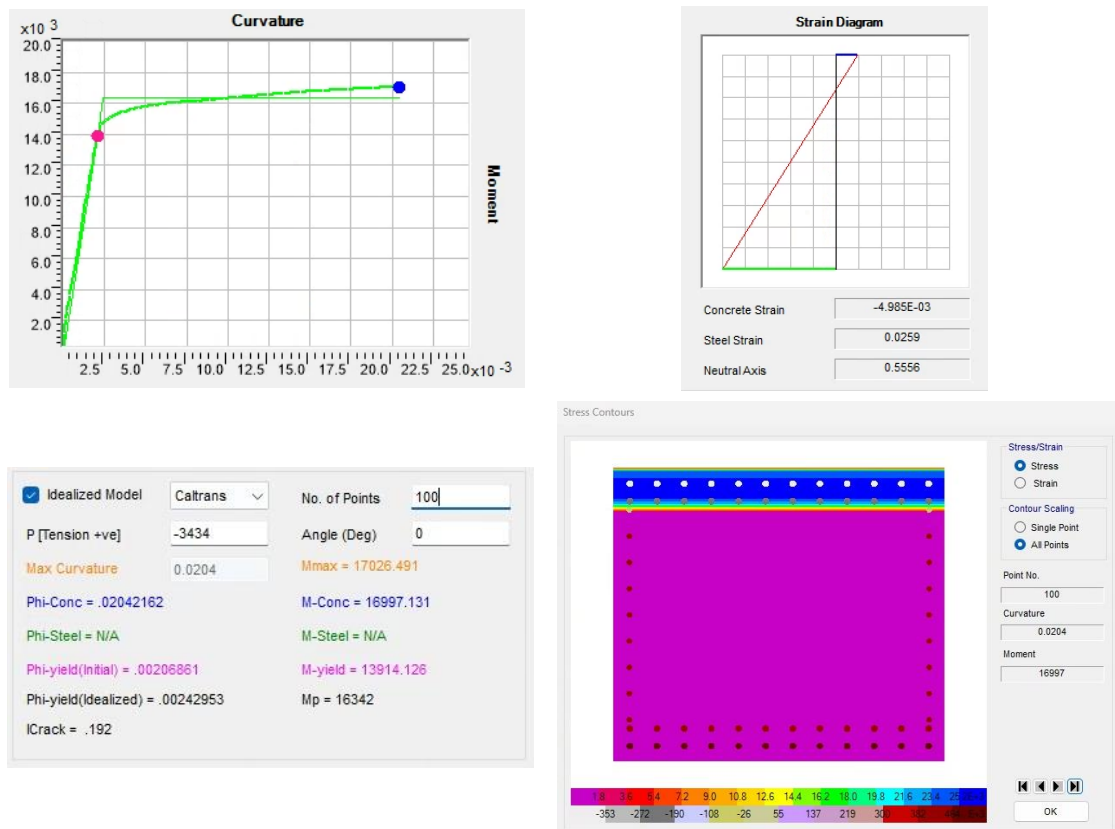 Curvature
x10 3
20.0
18.0
16.0
14.0
12.0
10.0
8.0
6.0
4.0
2.0
Moment
2.5 5.0 7.5 10.0 12.5 15.0 17.5 20.0 22.5 25.0 x10 -3
Strain Diagram
Concrete Strain -4.985E-03
Steel Strain 0.0259
Neutral Axis 0.5556
Idealized Model Caltrans No. of Points 100
P [Tension +ve] -3434 Angle (Deg) 0
Max Curvature 0.0204 Mmax = 17026.491
Phi-Conc = .02042162 M-Conc = 16997.131
Phi-Steel = N/A M-Steel = N/A
Phi-yield(Initial) = .00206861 M-yield = 13914.126
Phi-yield(Idealized) = .00242953 Mp = 16342
ICrack = .192
Stress Contours
Stress/Strain
Stress
Strain
Contour Scaling
Single Point
All Points
Point No.
100
Curvature
0.0204
Moment
16997
OK
1.8 3.6 5.4 7.2 9.0 10.8 12.6 14.4 16.2 18.0 19.8 21.6 23.4
-353 -272 -190 -108 -26 55 137 219 300 382